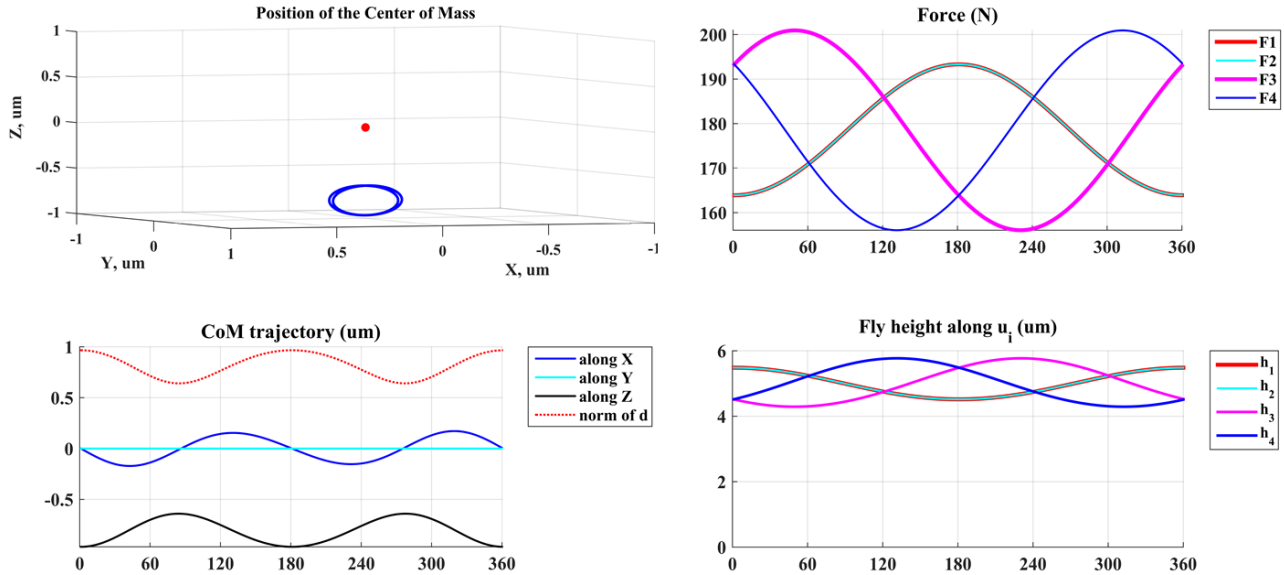 Position of the Center of Mass
1
0.5
0
-0.5
-1
Z, um
-1
0
1
Y, um
0.5
0
-0.5
-1
X, um
Force (N)
200
190
180
170
160
0
60
120
180
240
300
360
F1
F2
F3
F4
CoM trajectory (um)
1
0.5
0
-0.5
0
60
120
180
240
300
360
along X
along Y
along Z
norm of d
Fly height along u_i (um)
6
4
2
0
0
60
120
180
240
300
360
h_1
h_2
h_3
h_4